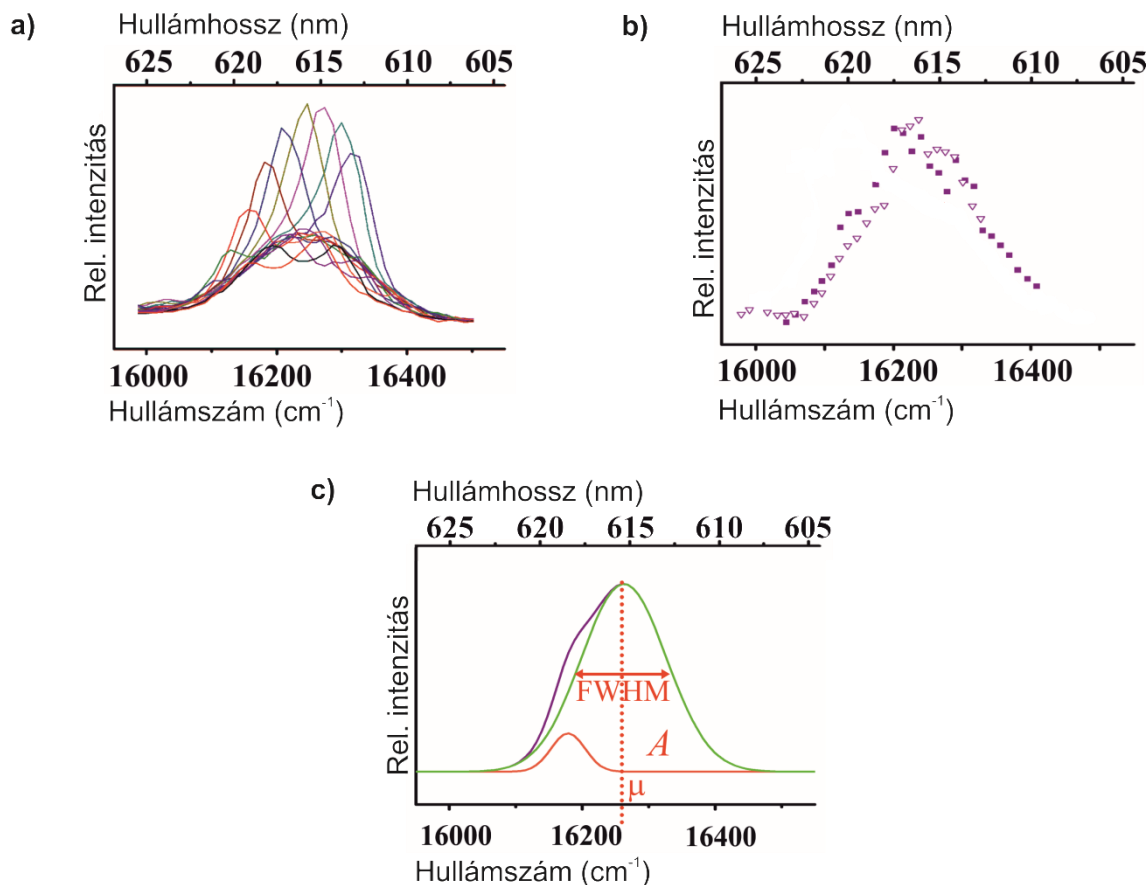 a)
Hullámhossz (nm)
625 620 615 610 605
Rel. intenzitás
16000 16200 16400
Hullámszám (cm⁻¹)
b)
Hullámhossz (nm)
625 620 615 610 605
Rel. intenzitás
16000 16200 16400
Hullámszám (cm⁻¹)
c)
Hullámhossz (nm)
625 620 615 610 605
Rel. intenzitás
FWHM
A
μ
16000 16200 16400
Hullámszám (cm⁻¹)